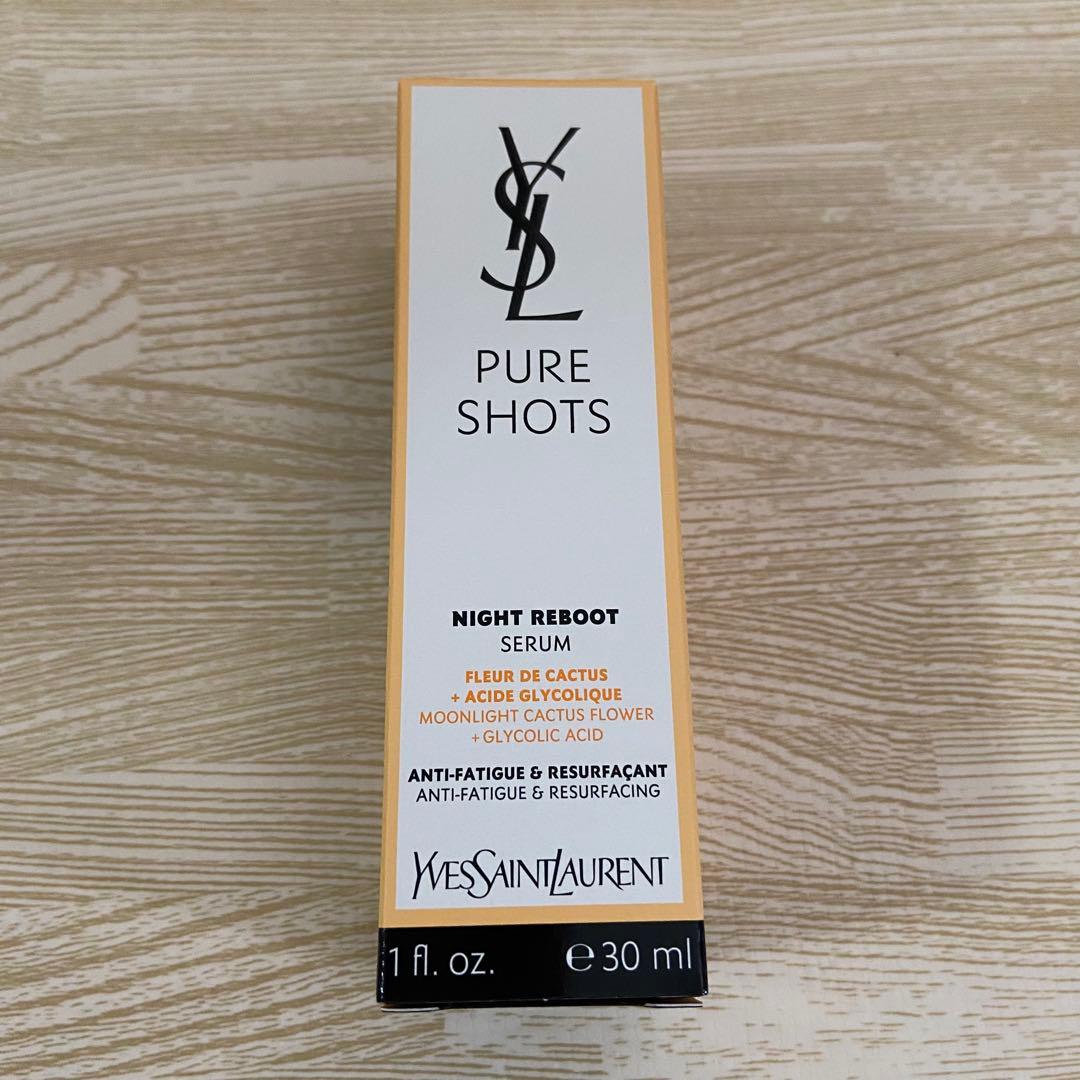 YSL
PURE
SHOTS
NIGHT REBOOT
SERUM
FLEUR DE CACTUS
+ ACIDE GLYCOLIQUE
MOONLIGHT CACTUS FLOWER
+ GLYCOLIC ACID
ANTI-FATIGUE & RESURFAÇANT
ANTI-FATIGUE & RESURFACING
YVESSAINTLAURENT
1 fl. oz. ℮ 30 ml